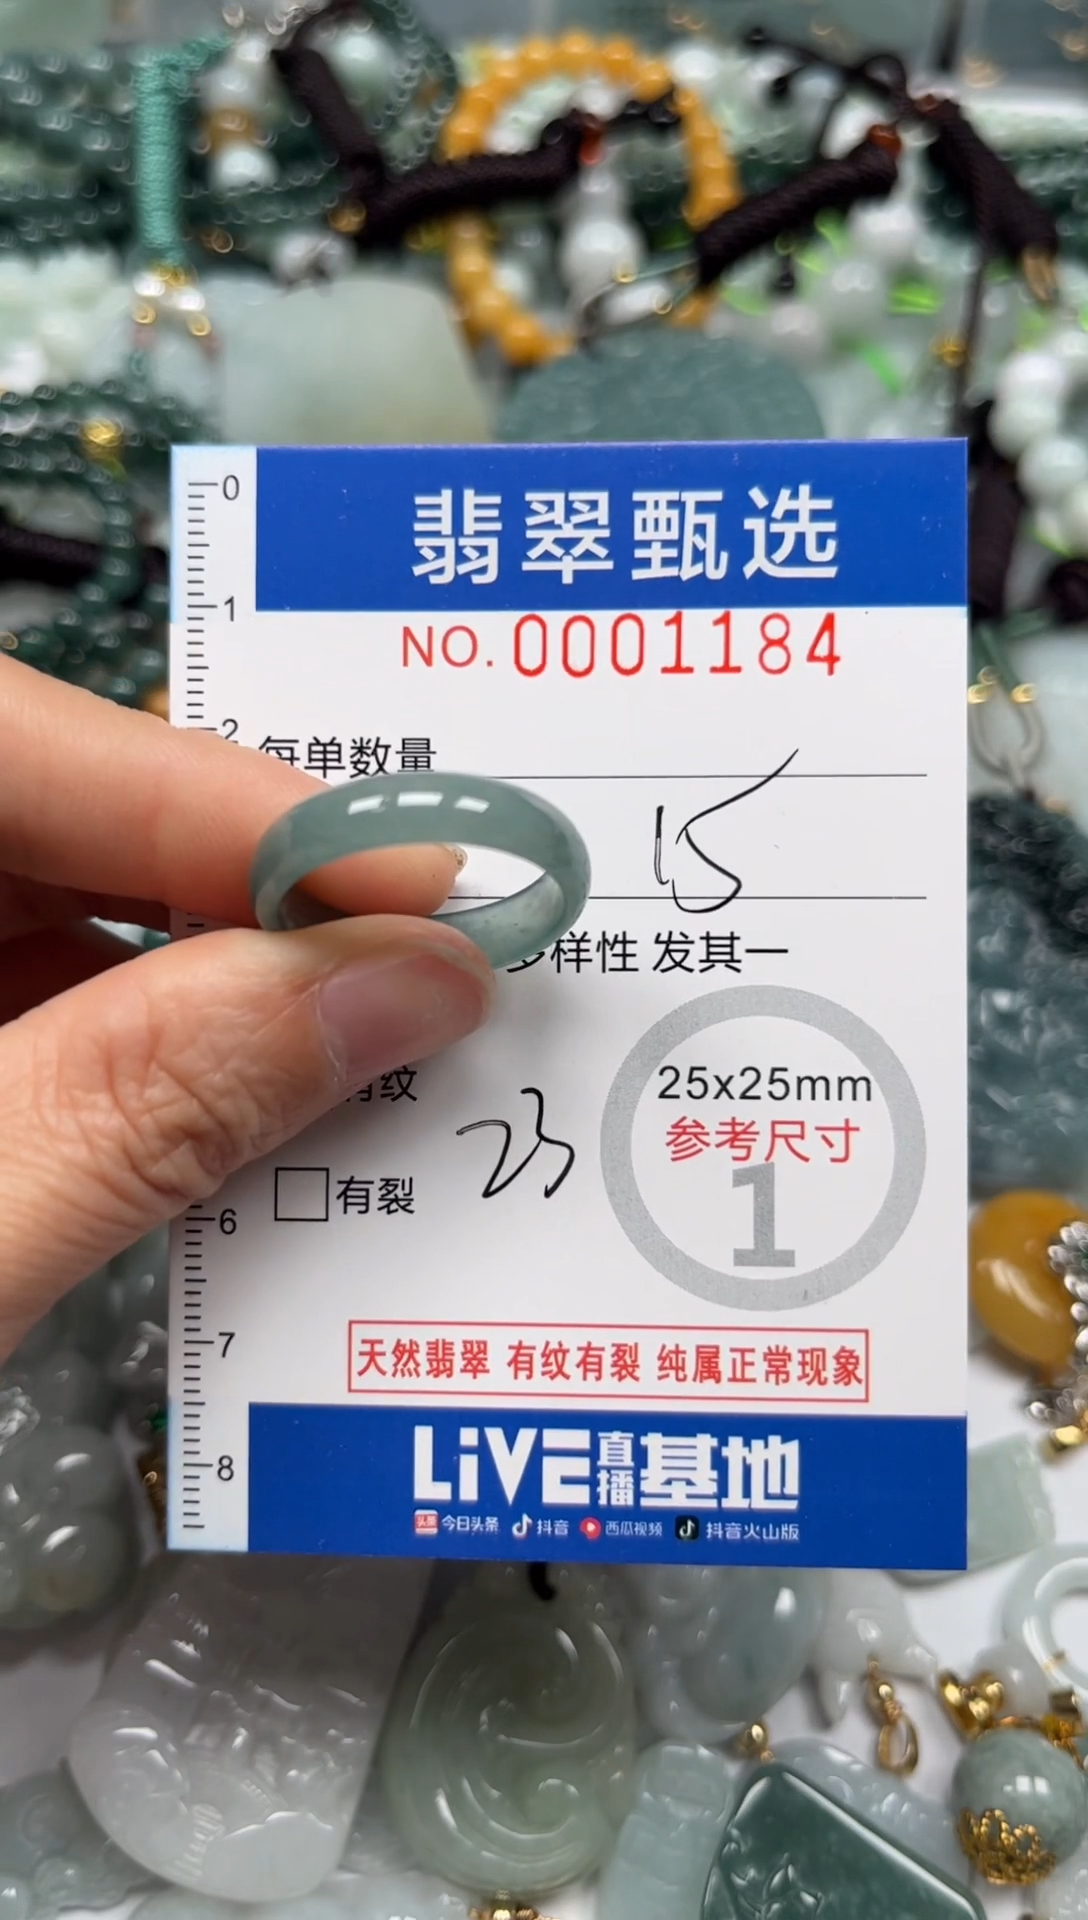 0
翡翠甄选
1
NO. 0001184
2
每单数量
15
多样性 发其一
25x25mm
有纹
参考尺寸
23
1
有裂
6
7
天然翡翠 有纹有裂 纯属正常现象
8
LiVE直播基地
头条 今日头条 抖音 西瓜视频 抖音火山版